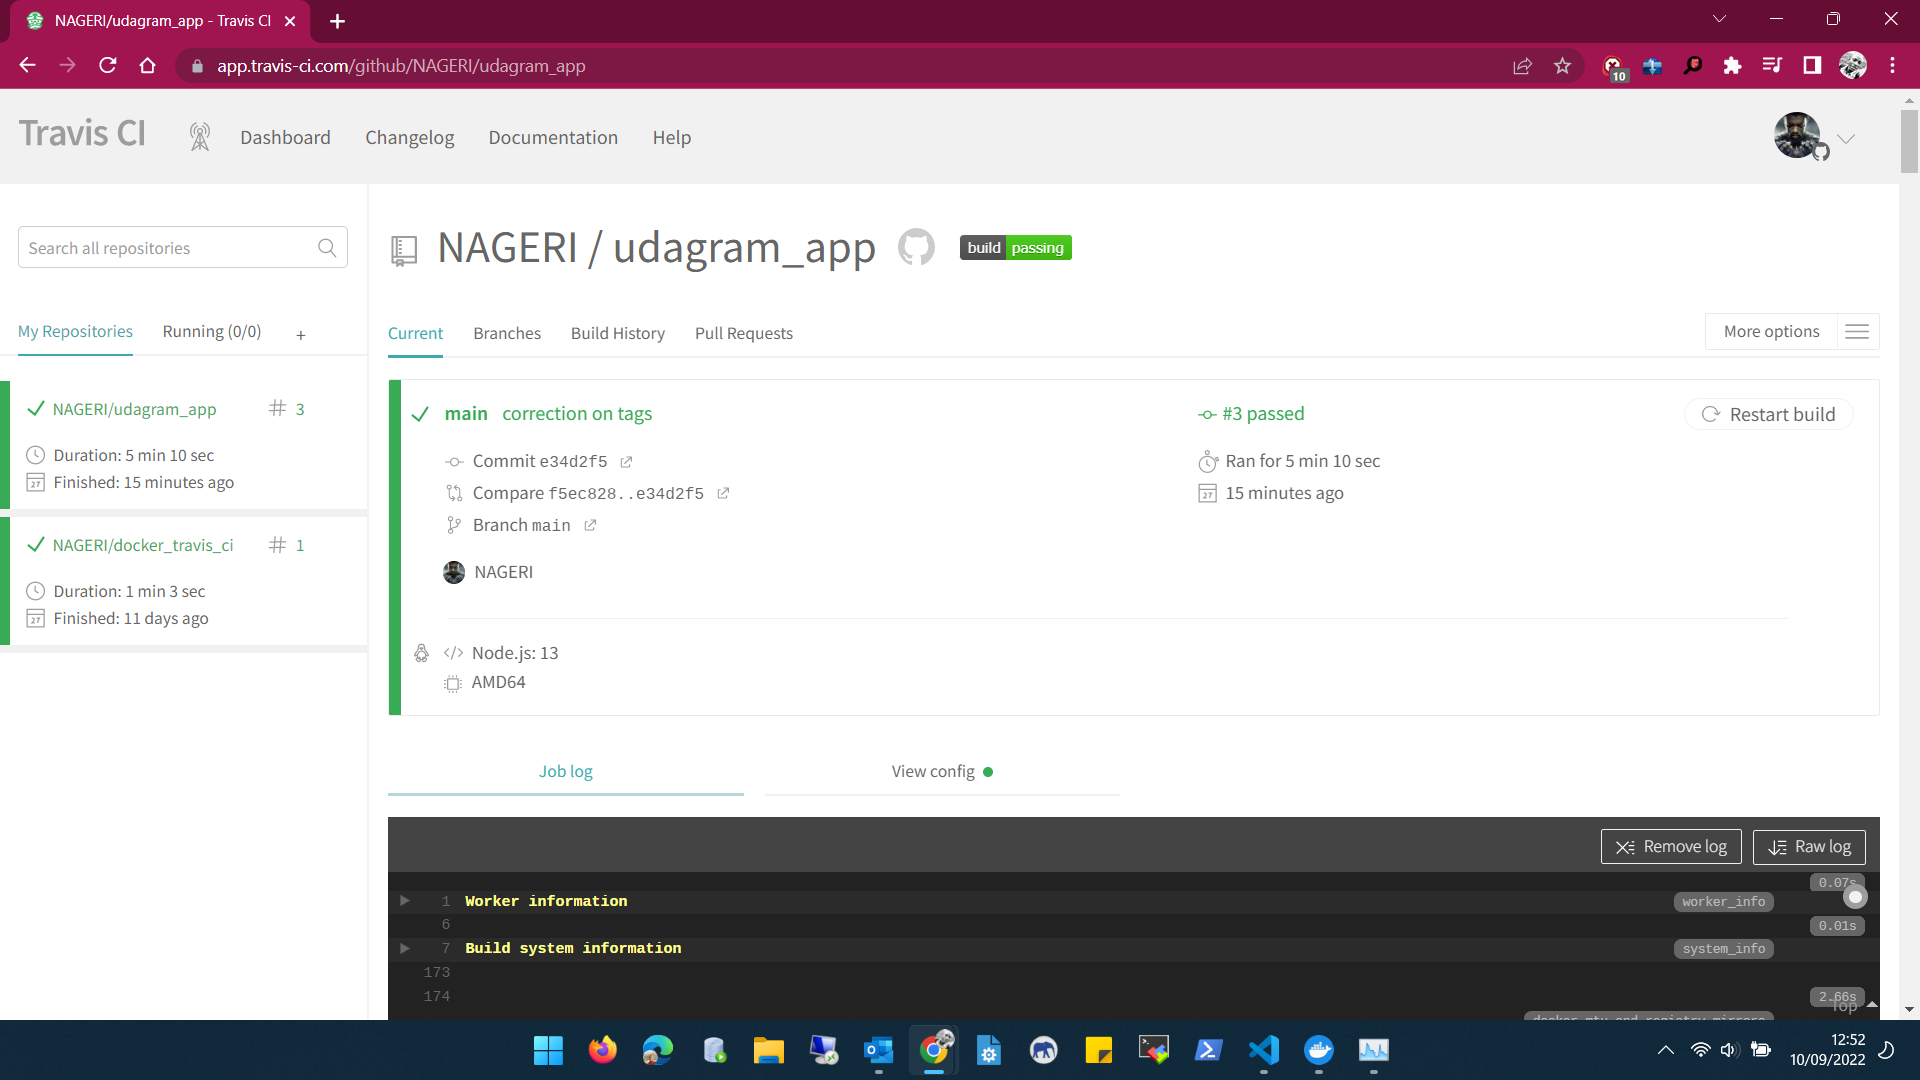 NAGERI/udagram_app - Travis CI
app.travis-ci.com/github/NAGERI/udagram_app
10
Travis CI
Dashboard
Changelog
Documentation
Help
Search all repositories
My Repositories
Running (0/0)
+
NAGERI/udagram_app
# 3
Duration: 5 min 10 sec
27 Finished: 15 minutes ago
NAGERI/docker_travis_ci
# 1
Duration: 1 min 3 sec
27 Finished: 11 days ago
NAGERI / udagram_app
build passing
Current
Branches
Build History
Pull Requests
More options
main correction on tags
Commit e34d2f5
Compare f5ec828..e34d2f5
Branch main
NAGERI
#3 passed
Ran for 5 min 10 sec
27 15 minutes ago
Restart build
</> Node.js: 13
AMD64
Job log
View config
Remove log
Raw log
0.07s
1 Worker information worker_info
6 0.01s
7 Build system information system_info
173
174 2.66s
Top
docker_mtu_and_registry_mirrors
12:52
10/09/2022